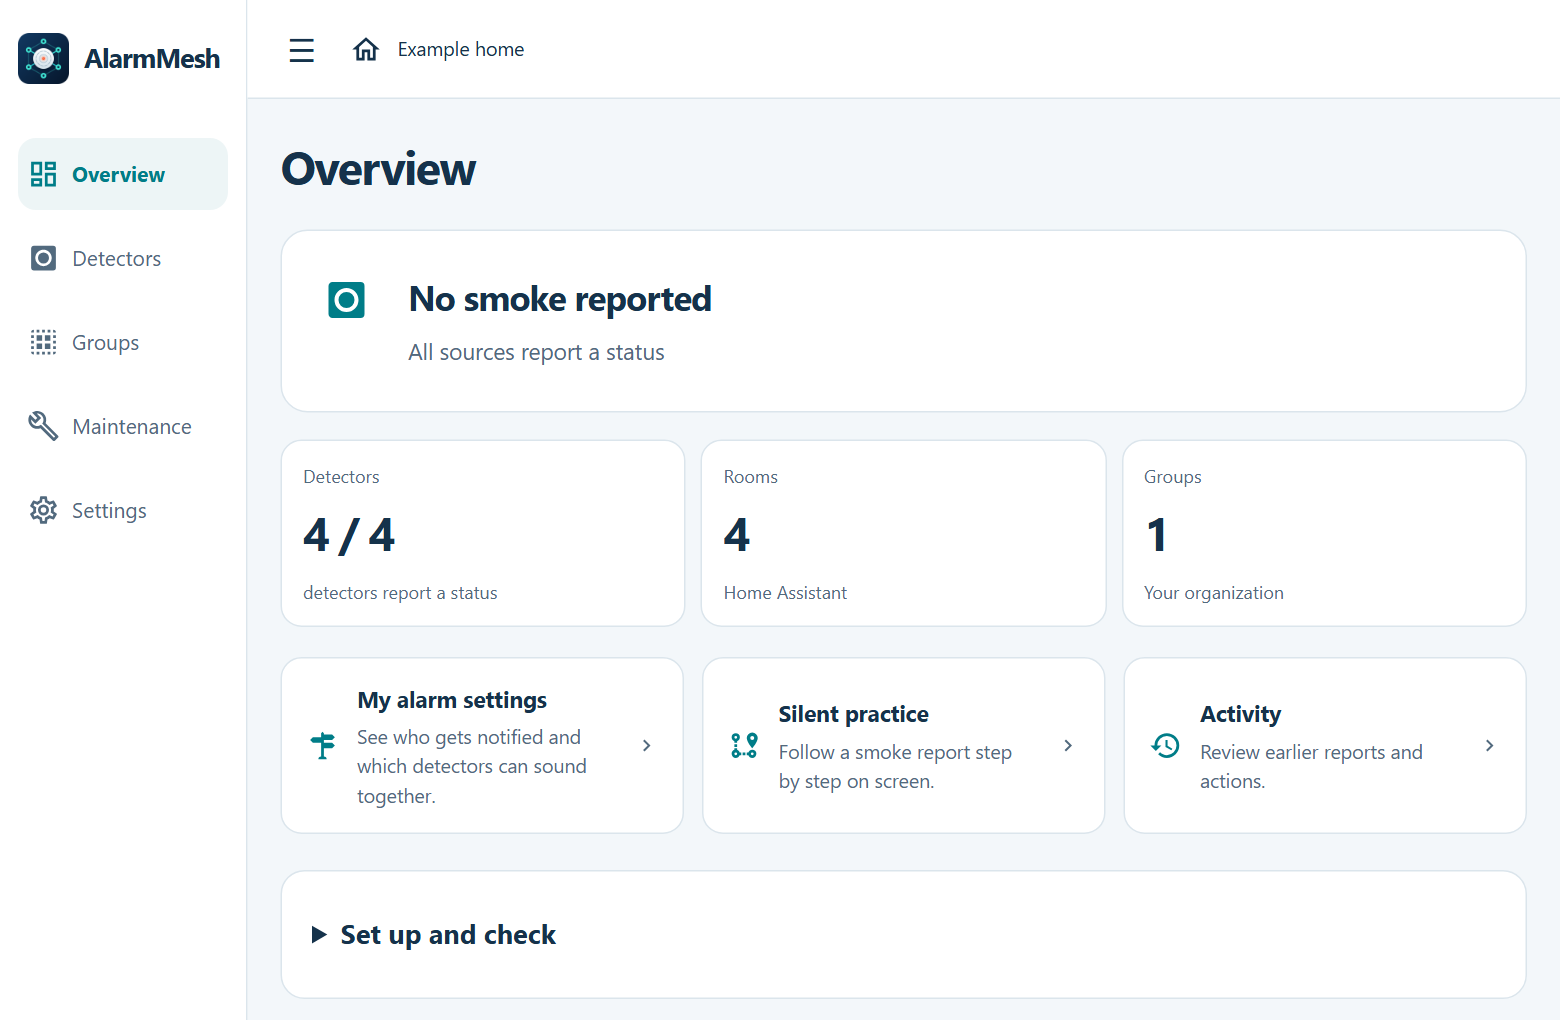 AlarmMesh
Example home
Overview
Detectors
Groups
Maintenance
Settings
Overview
No smoke reported
All sources report a status
Detectors
4 / 4
detectors report a status
Rooms
4
Home Assistant
Groups
1
Your organization
My alarm settings
See who gets notified and
which detectors can sound
together.
Silent practice
Follow a smoke report step
by step on screen.
Activity
Review earlier reports and
actions.
Set up and check